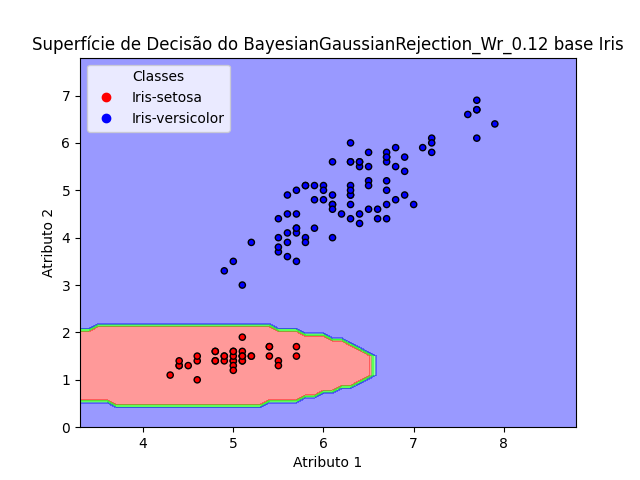 Superfície de Decisão do BayesianGaussianRejection_Wr_0.12 base Iris
Classes
Iris-setosa
Iris-versicolor
Atributo 2
7
6
5
4
3
2
1
0
4 5 6 7 8
Atributo 1